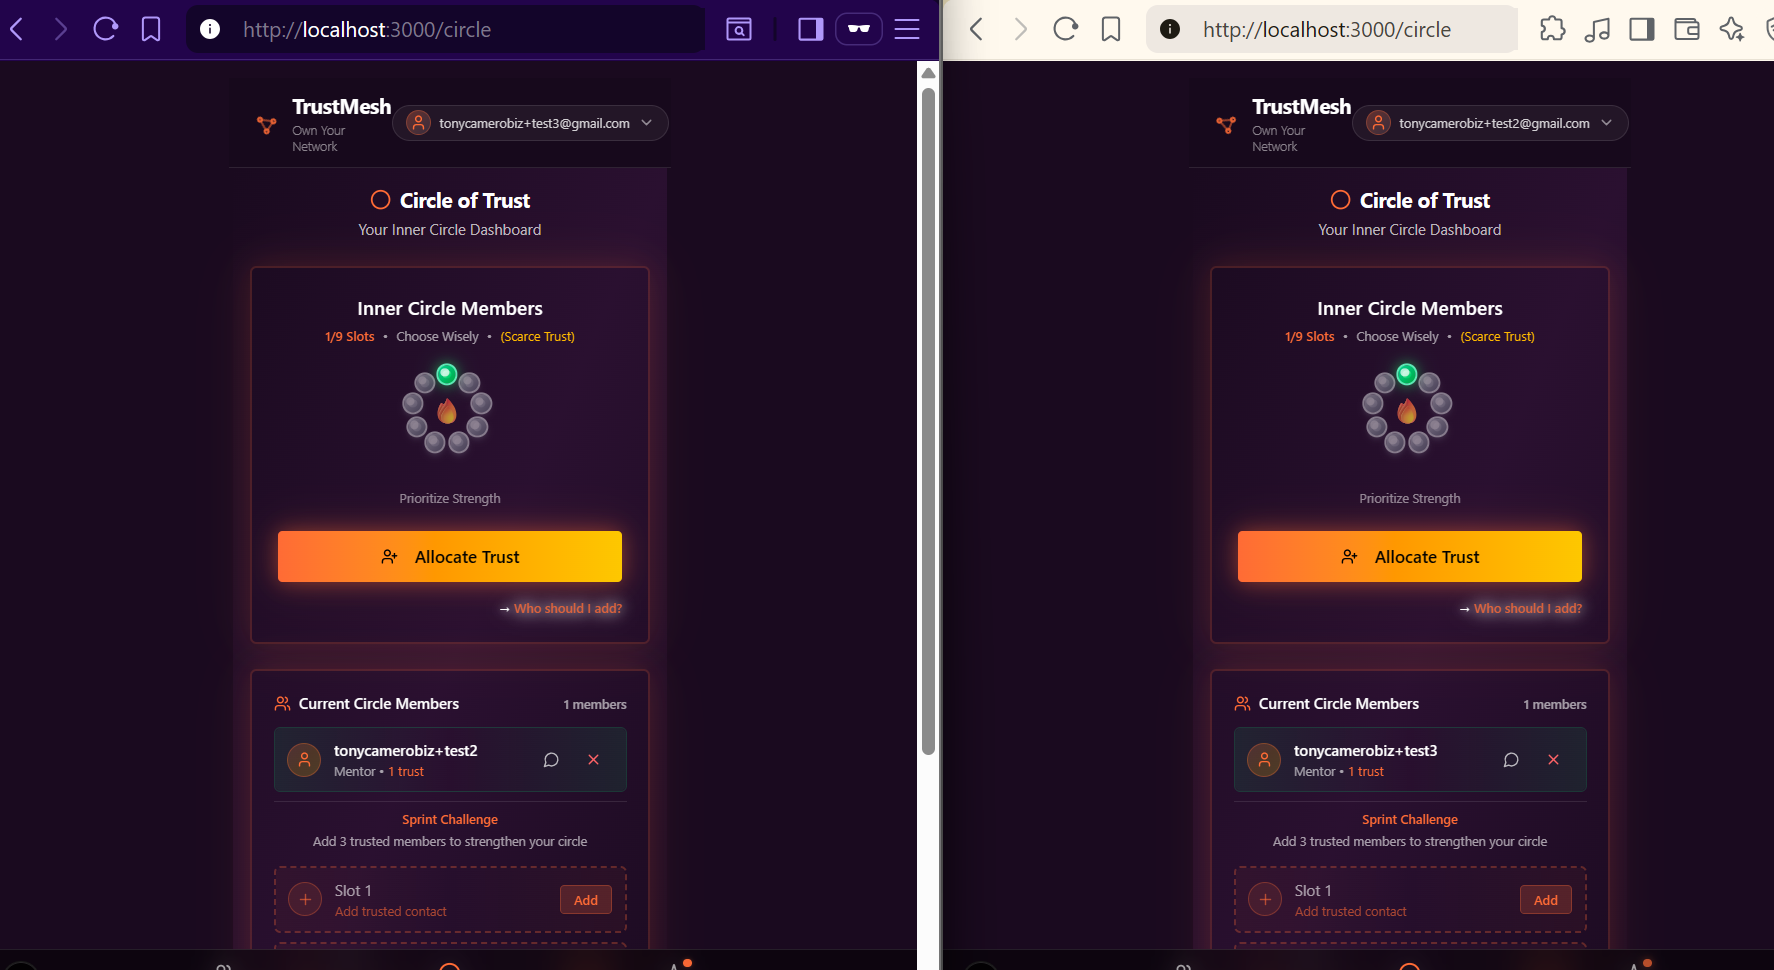 http://localhost:3000/circle
TrustMesh
Own Your
Network
tonycamerobiz+test3@gmail.com
Circle of Trust
Your Inner Circle Dashboard
Inner Circle Members
1/9 Slots • Choose Wisely • (Scarce Trust)
Prioritize Strength
Allocate Trust
→ Who should I add?
Current Circle Members
1 members
tonycamerobiz+test2
Mentor • 1 trust
Sprint Challenge
Add 3 trusted members to strengthen your circle
Slot 1
Add trusted contact
Add
http://localhost:3000/circle
TrustMesh
Own Your
Network
tonycamerobiz+test2@gmail.com
Circle of Trust
Your Inner Circle Dashboard
Inner Circle Members
1/9 Slots • Choose Wisely • (Scarce Trust)
Prioritize Strength
Allocate Trust
→ Who should I add?
Current Circle Members
1 members
tonycamerobiz+test3
Mentor • 1 trust
Sprint Challenge
Add 3 trusted members to strengthen your circle
Slot 1
Add trusted contact
Add